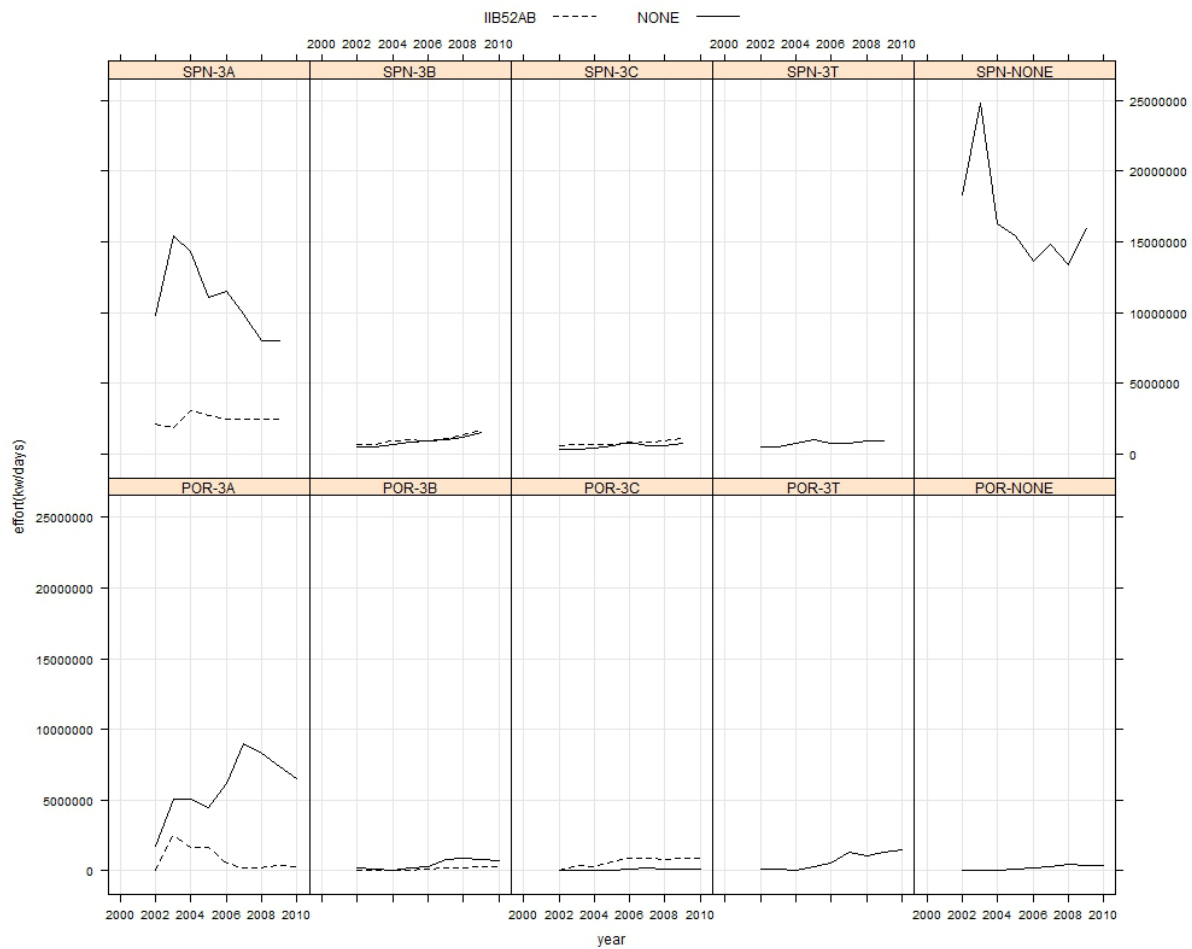 IIB52AB NONE
2000 2002 2004 2006 2008 2010 2000 2002 2004 2006 2008 2010
SPN-3A SPN-3B SPN-3C SPN-3T SPN-NONE
25000000
20000000
15000000
10000000
5000000
0
effort(kw/days)
POR-3A POR-3B POR-3C POR-3T POR-NONE
25000000
20000000
15000000
10000000
5000000
0
2000 2002 2004 2006 2008 2010 2000 2002 2004 2006 2008 2010 2000 2002 2004 2006 2008 2010
year